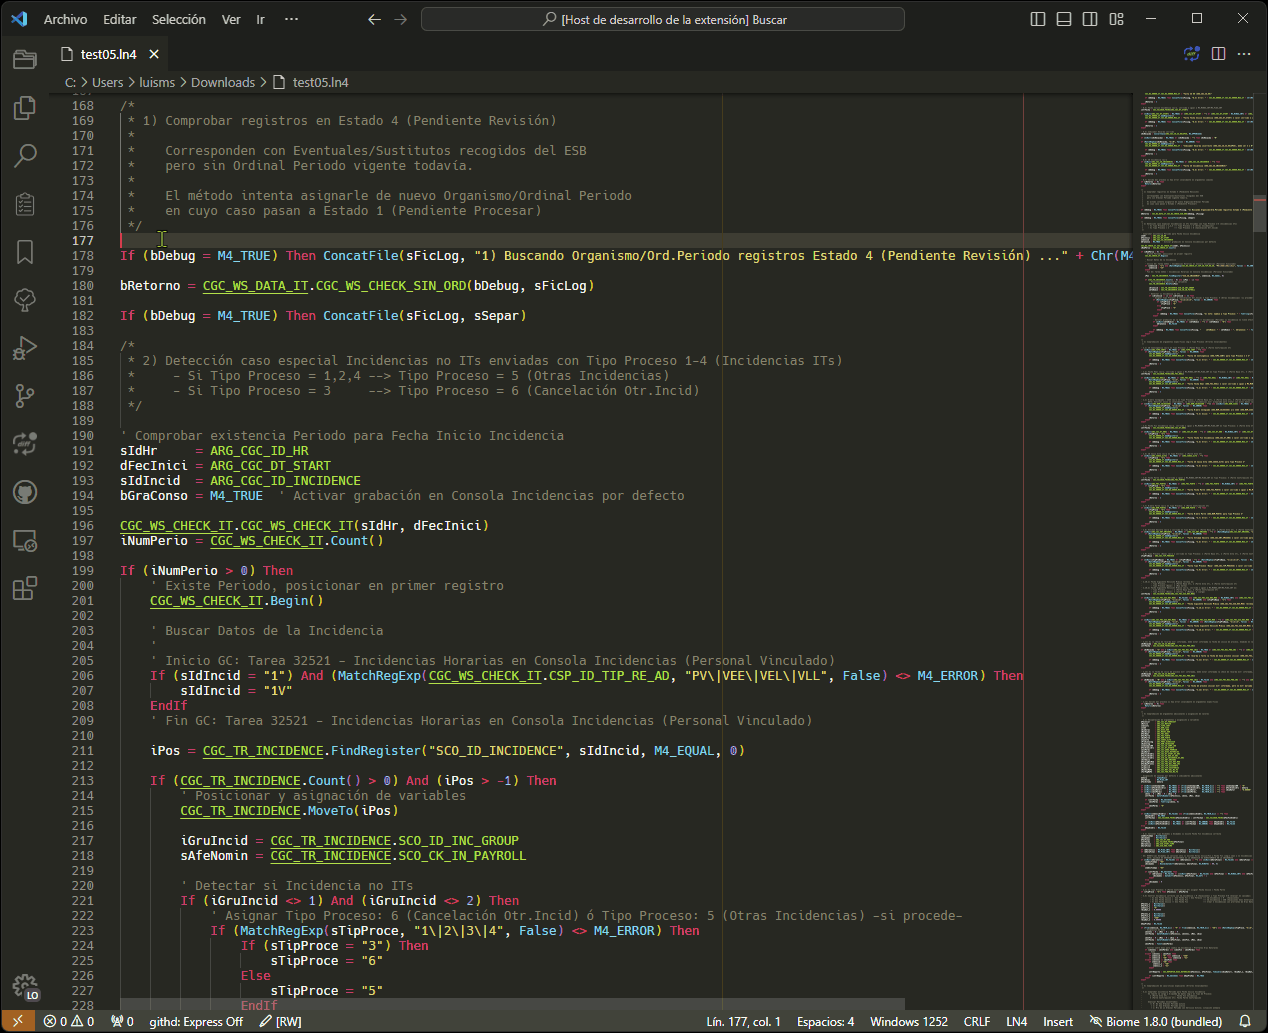 Archivo Editar Selección Ver Ir ··· [Host de desarrollo de la extensión] Buscar
test05.ln4
C: > Users > luisms > Downloads > test05.ln4
168 /*
169 * 1) Comprobar registros en Estado 4 (Pendiente Revisión)
170 *
171 * Corresponden con Eventuales/Sustitutos recogidos del ESB
172 * pero sin Ordinal Periodo vigente todavía.
173 *
174 * El método intenta asignarle de nuevo Organismo/Ordinal Periodo
175 * en cuyo caso pasan a Estado 1 (Pendiente Procesar)
176 */
177
178 If (bDebug = M4_TRUE) Then ConcatFile(sFicLog, "1) Buscando Organismo/Ord.Periodo registros Estado 4 (Pendiente Revisión) ..." + Chr(M4
179
180 bRetorno = CGC_WS_DATA_IT.CGC_WS_CHECK_SIN_ORD(bDebug, sFicLog)
181
182 If (bDebug = M4_TRUE) Then ConcatFile(sFicLog, sSepar)
183
184 /*
185 * 2) Detección caso especial Incidencias no ITs enviadas con Tipo Proceso 1-4 (Incidencias ITs)
186 * - Si Tipo Proceso = 1,2,4 --> Tipo Proceso = 5 (Otras Incidencias)
187 * - Si Tipo Proceso = 3 --> Tipo Proceso = 6 (Cancelación Otr.Incid)
188 */
189
190 ' Comprobar existencia Periodo para Fecha Inicio Incidencia
191 sIdHr = ARG_CGC_ID_HR
192 dFecInici = ARG_CGC_DT_START
193 sIdIncid = ARG_CGC_ID_INCIDENCE
194 bGraConso = M4_TRUE ' Activar grabación en Consola Incidencias por defecto
195
196 CGC_WS_CHECK_IT.CGC_WS_CHECK_IT(sIdHr, dFecInici)
197 iNumPerio = CGC_WS_CHECK_IT.Count()
198
199 If (iNumPerio > 0) Then
200 ' Existe Periodo, posicionar en primer registro
201 CGC_WS_CHECK_IT.Begin()
202
203 ' Buscar Datos de la Incidencia
204 '
205 ' Inicio GC: Tarea 32521 - Incidencias Horarias en Consola Incidencias (Personal Vinculado)
206 If (sIdIncid = "1") And (MatchRegExp(CGC_WS_CHECK_IT.CSP_ID_TIP_RE_AD, "PV\|VEE\|VEL\|VLL", False) <> M4_ERROR) Then
207 sIdIncid = "1V"
208 EndIf
209 ' Fin GC: Tarea 32521 - Incidencias Horarias en Consola Incidencias (Personal Vinculado)
210
211 iPos = CGC_TR_INCIDENCE.FindRegister("SCO_ID_INCIDENCE", sIdIncid, M4_EQUAL, 0)
212
213 If (CGC_TR_INCIDENCE.Count() > 0) And (iPos > -1) Then
214 ' Posicionar y asignación de variables
215 CGC_TR_INCIDENCE.MoveTo(iPos)
216
217 iGruIncid = CGC_TR_INCIDENCE.SCO_ID_INC_GROUP
218 sAfeNomin = CGC_TR_INCIDENCE.SCO_CK_IN_PAYROLL
219
220 ' Detectar si Incidencia no ITs
221 If (iGruIncid <> 1) And (iGruIncid <> 2) Then
222 ' Asignar Tipo Proceso: 6 (Cancelación Otr.Incid) ó Tipo Proceso: 5 (Otras Incidencias) -si procede-
223 If (MatchRegExp(sTipProce, "1\|2\|3\|4", False) <> M4_ERROR) Then
224 If (sTipProce = "3") Then
225 sTipProce = "6"
226 Else
227 sTipProce = "5"
228 EndIf
LO
0 0 0 githd: Express Off [RW] Lín. 177, col. 1 Espacios: 4 Windows 1252 CRLF LN4 Insert Biome 1.8.0 (bundled)